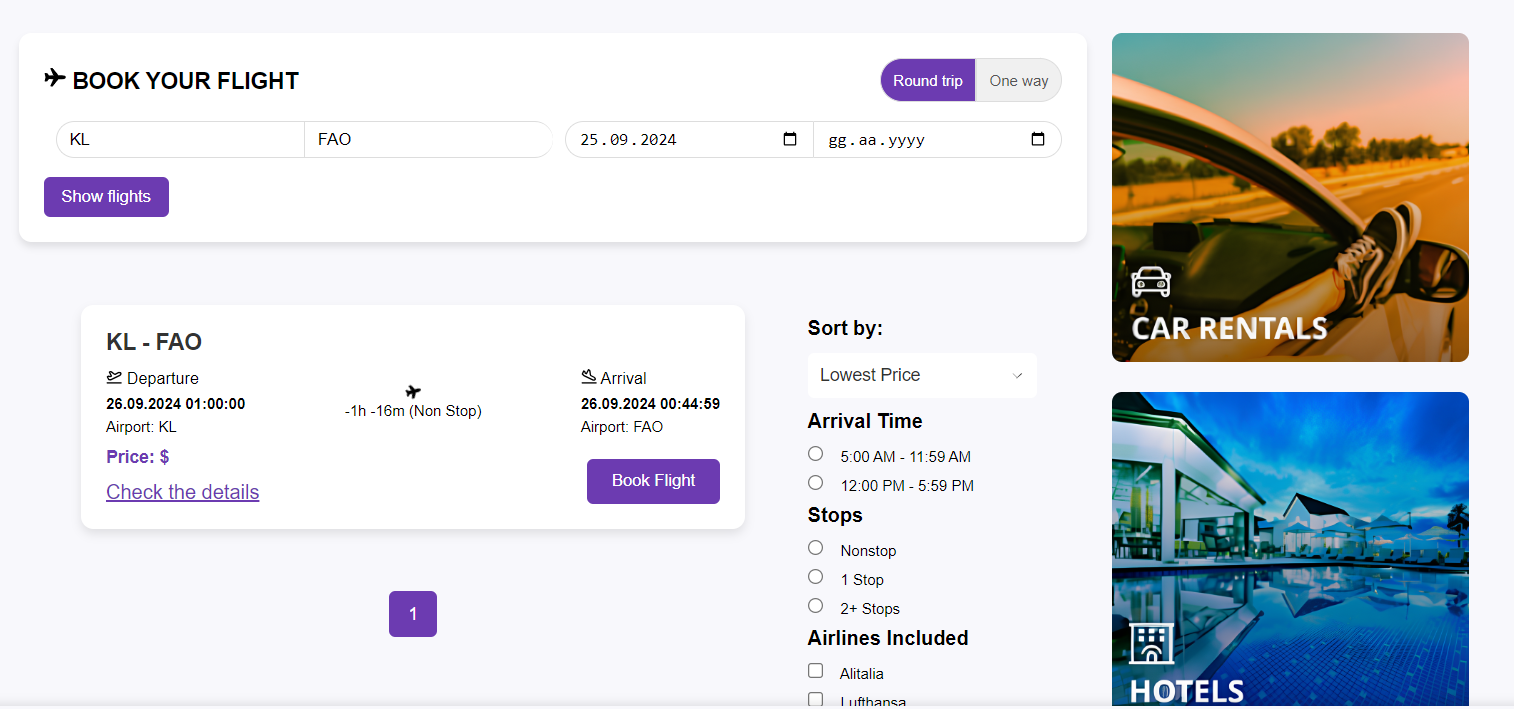 BOOK YOUR FLIGHT
Round trip
One way
KL
FAO
25.09.2024
gg.aa.yyyy
Show flights
KL - FAO
Departure
26.09.2024 01:00:00
Airport: KL
-1h -16m (Non Stop)
Arrival
26.09.2024 00:44:59
Airport: FAO
Price: $
Check the details
Book Flight
1
Sort by:
Lowest Price
Arrival Time
5:00 AM - 11:59 AM
12:00 PM - 5:59 PM
Stops
Nonstop
1 Stop
2+ Stops
Airlines Included
Alitalia
Lufthansa
CAR RENTALS
HOTELS